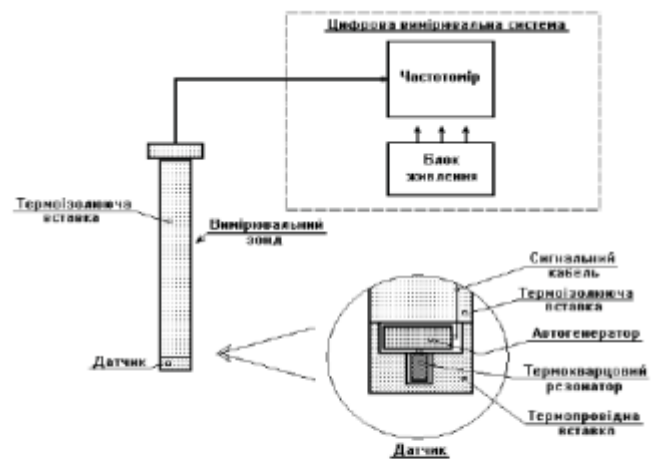 Цифрова вимірювальна система
Частотомір
Блок
живлення
Термоізолююча
вставка
Вимірювальний
зонд
Датчик
Сигнальний
кабель
Термоізолююча
вставка
Автогенератор
Термокварцовий
резонатор
Термопровідна
вставка
Датчик